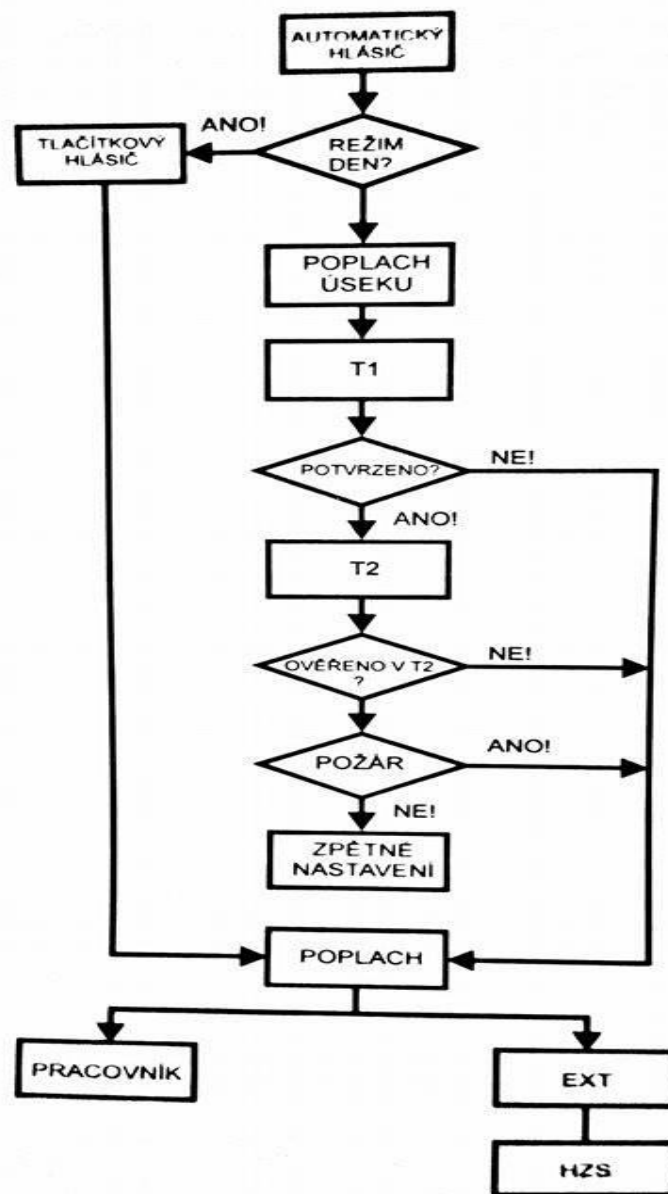 AUTOMATICKÝ
HLÁSIČ
ANO!
TLAČÍTKOVÝ
HLÁSIČ
REŽIM
DEN?
POPLACH
ÚSEKU
T1
POTVRZENO?
NE!
ANO!
T2
OVĚŘENO V T2
?
NE!
POŽÁR
ANO!
NE!
ZPĚTNÉ
NASTAVENÍ
POPLACH
PRACOVNÍK
EXT
HZS